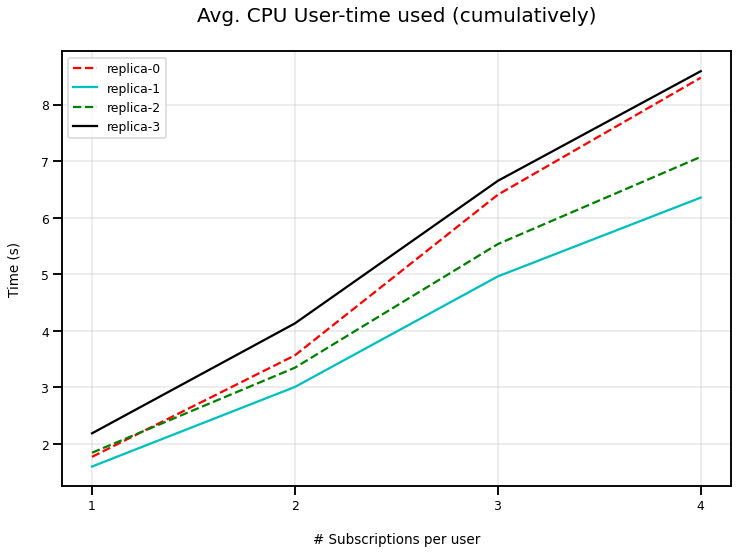 Avg. CPU User-time used (cumulatively)
replica-0
replica-1
replica-2
replica-3
8
7
6
5
4
3
2
Time (s)
1
2
3
4
# Subscriptions per user